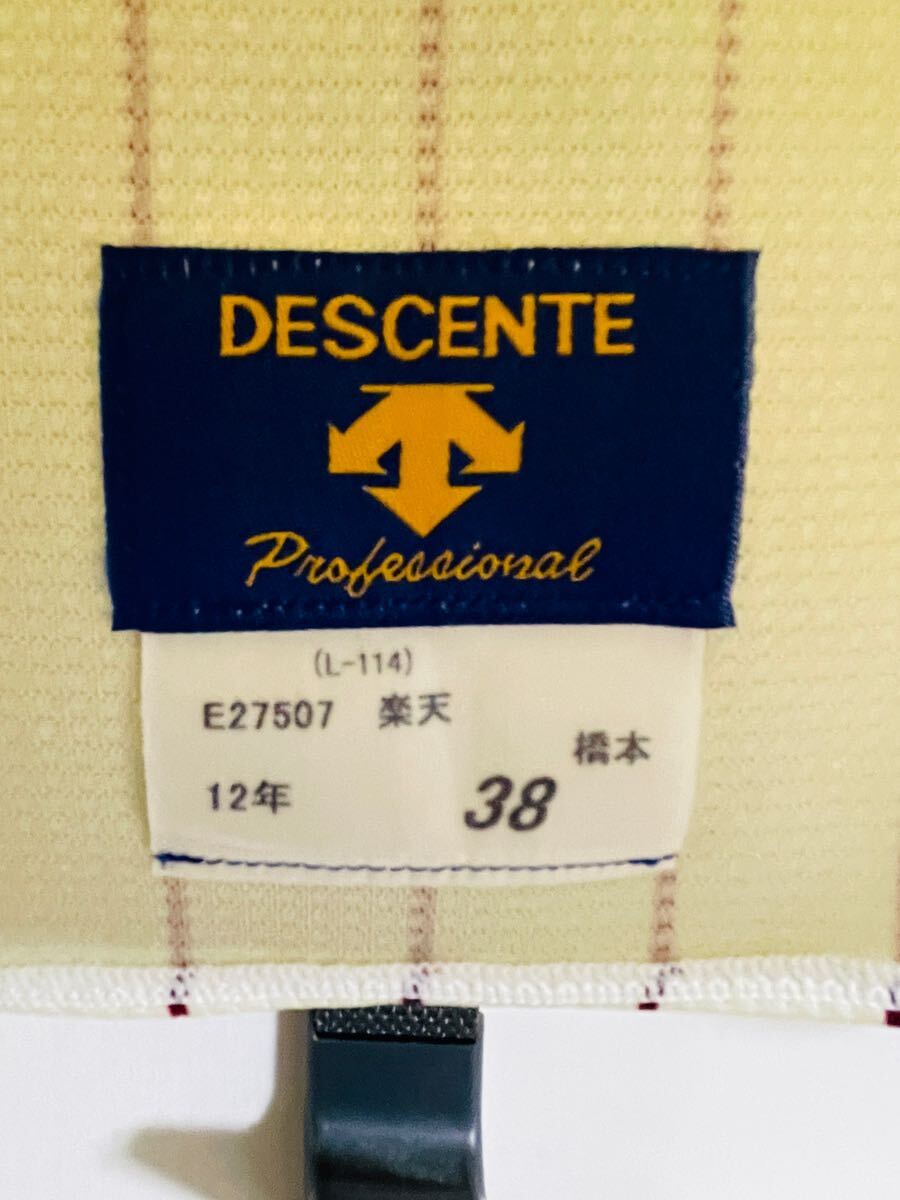 DESCENTE
Professional
(L-114)
E27507 楽天
橋本
12年 38